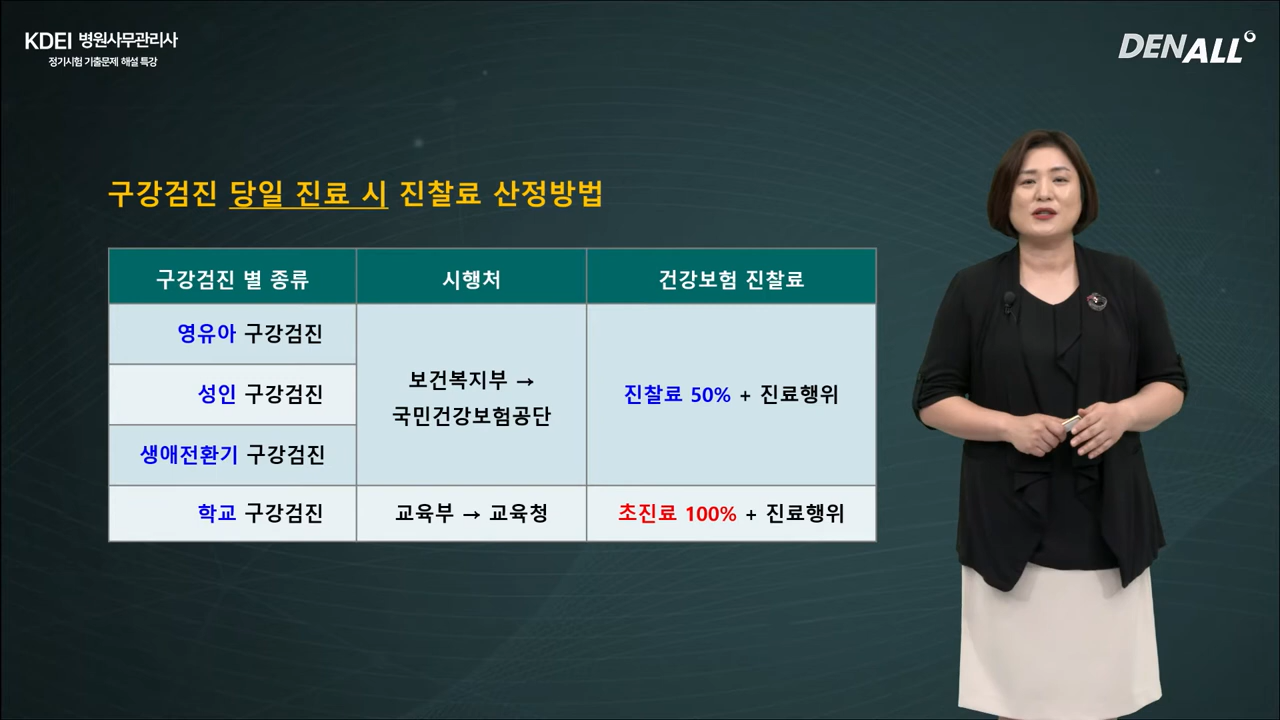 KDEI 병원사무관리사
정기시험 기출문제 해설 특강
DENALL
구강검진 당일 진료 시 진찰료 산정방법
구강검진 별 종류
시행처
건강보험 진찰료
영유아 구강검진
성인 구강검진
생애전환기 구강검진
보건복지부 →
국민건강보험공단
진찰료 50% + 진료행위
학교 구강검진
교육부 → 교육청
초진료 100% + 진료행위